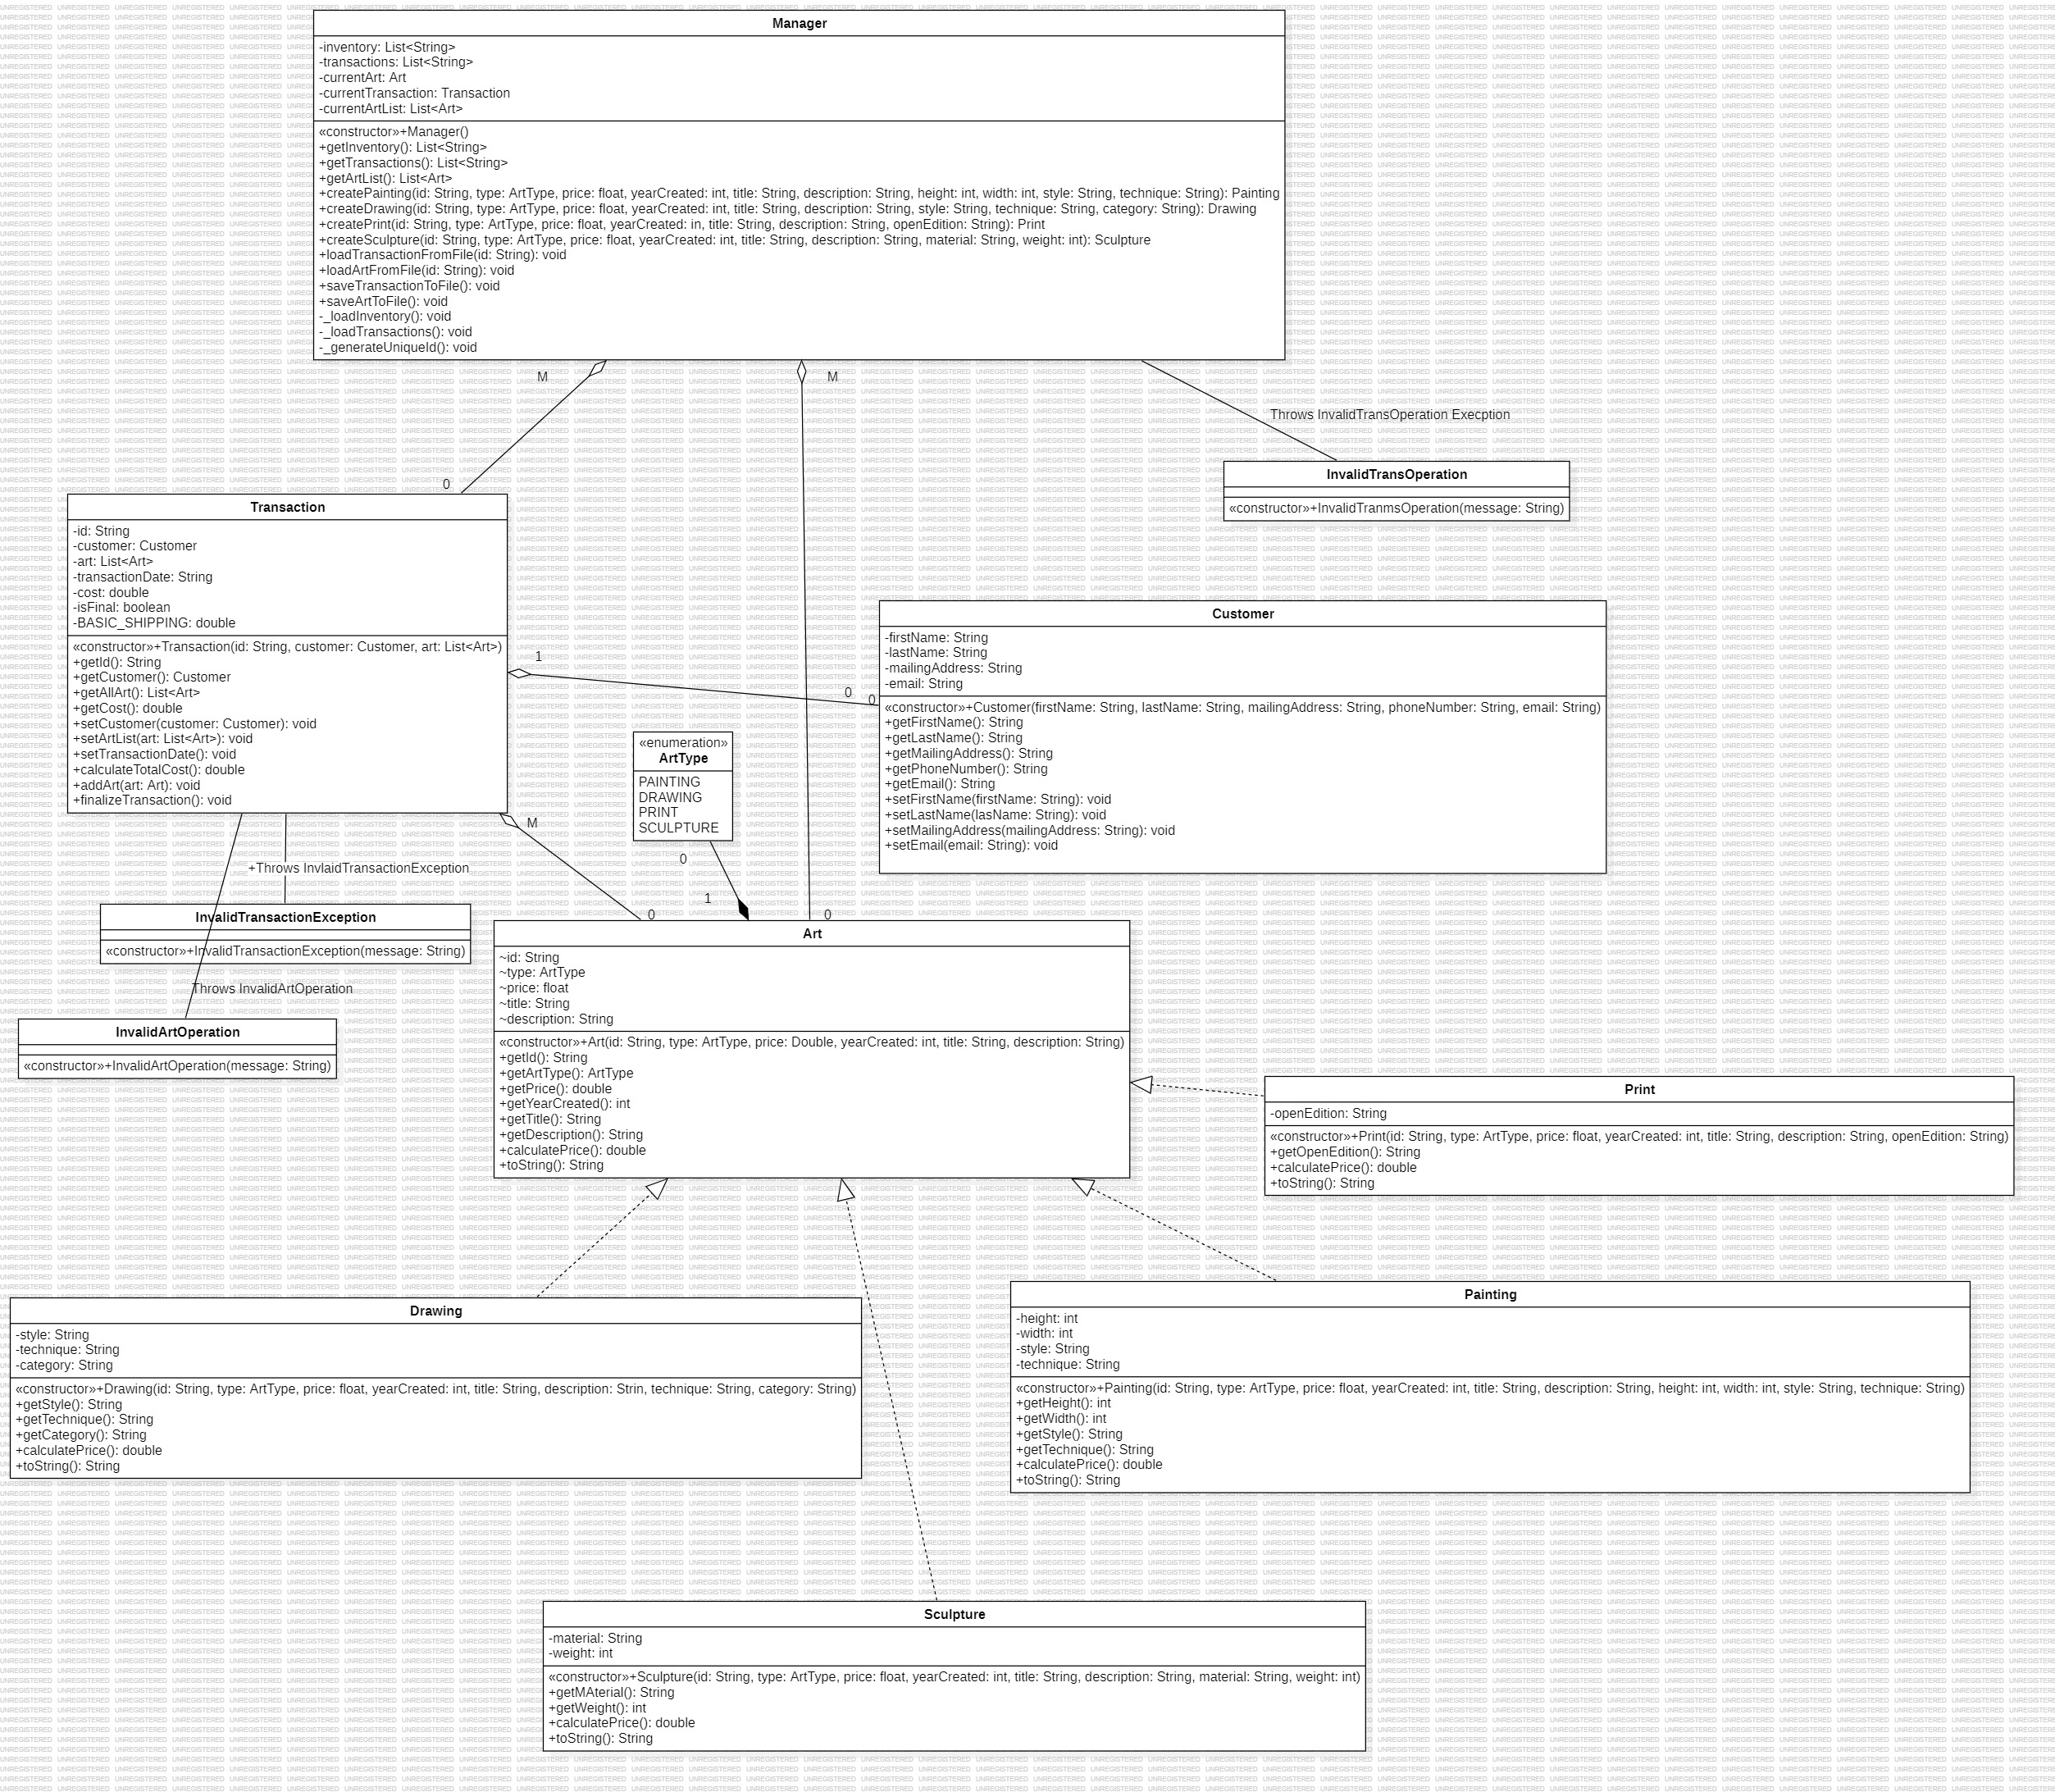 Manager
-inventory: List<String>
-transactions: List<String>
-currentArt: Art
-currentTransaction: Transaction
-currentArtList: List<Art>
«constructor»+Manager()
+getInventory(): List<String>
+getTransactions(): List<String>
+getArtList(): List<Art>
+createPainting(id: String, type: ArtType, price: float, yearCreated: int, title: String, description: String, height: int, width: int, style: String, technique: String): Painting
+createDrawing(id: String, type: ArtType, price: float, yearCreated: int, title: String, description: String, style: String, technique: String, category: String): Drawing
+createPrint(id: String, type: ArtType, price: float, yearCreated: in, title: String, description: String, openEdition: String): Print
+createSculpture(id: String, type: ArtType, price: float, yearCreated: int, title: String, description: String, material: String, weight: int): Sculpture
+loadTransactionFromFile(id: String): void
+loadArtFromFile(id: String): void
+saveTransactionToFile(): void
+saveArtToFile(): void
-_loadInventory(): void
-_loadTransactions(): void
-_generateUniqueId(): void
M
M
Throws InvalidTransOperation Execption
0
InvalidTransOperation
«constructor»+InvalidTranmsOperation(message: String)
Transaction
-id: String
-customer: Customer
-art: List<Art>
-transactionDate: String
-cost: double
-isFinal: boolean
-BASIC_SHIPPING: double
«constructor»+Transaction(id: String, customer: Customer, art: List<Art>)
+getId(): String
+getCustomer(): Customer
+getAllArt(): List<Art>
+getCost(): double
+setCustomer(customer: Customer): void
+setArtList(art: List<Art>): void
+setTransactionDate(): void
+calculateTotalCost(): double
+addArt(art: Art): void
+finalizeTransaction(): void
1
0
0
Customer
-firstName: String
-lastName: String
-mailingAddress: String
-email: String
«constructor»+Customer(firstName: String, lastName: String, mailingAddress: String, phoneNumber: String, email: String)
+getFirstName(): String
+getLastName(): String
+getMailingAddress(): String
+getPhoneNumber(): String
+getEmail(): String
+setFirstName(firstName: String): void
+setLastName(lasName: String): void
+setMailingAddress(mailingAddress: String): void
+setEmail(email: String): void
«enumeration»
ArtType
PAINTING
DRAWING
PRINT
SCULPTURE
M
0
1
0
0
+Throws InvlaidTransactionException
InvalidTransactionException
«constructor»+InvalidTransactionException(message: String)
Throws InvalidArtOperation
InvalidArtOperation
«constructor»+InvalidArtOperation(message: String)
Art
~id: String
~type: ArtType
~price: float
~title: String
~description: String
«constructor»+Art(id: String, type: ArtType, price: Double, yearCreated: int, title: String, description: String)
+getId(): String
+getArtType(): ArtType
+getPrice(): double
+getYearCreated(): int
+getTitle(): String
+getDescription(): String
+calculatePrice(): double
+toString(): String
Print
-openEdition: String
«constructor»+Print(id: String, type: ArtType, price: float, yearCreated: int, title: String, description: String, openEdition: String)
+getOpenEdition(): String
+calculatePrice(): double
+toString(): String
Drawing
-style: String
-technique: String
-category: String
«constructor»+Drawing(id: String, type: ArtType, price: float, yearCreated: int, title: String, description: Strin, technique: String, category: String)
+getStyle(): String
+getTechnique(): String
+getCategory(): String
+calculatePrice(): double
+toString(): String
Painting
-height: int
-width: int
-style: String
-technique: String
«constructor»+Painting(id: String, type: ArtType, price: float, yearCreated: int, title: String, description: String, height: int, width: int, style: String, technique: String)
+getHeight(): int
+getWidth(): int
+getStyle(): String
+getTechnique(): String
+calculatePrice(): double
+toString(): String
Sculpture
-material: String
-weight: int
«constructor»+Sculpture(id: String, type: ArtType, price: float, yearCreated: int, title: String, description: String, material: String, weight: int)
+getMAterial(): String
+getWeight(): int
+calculatePrice(): double
+toString(): String
UNREGISTERED